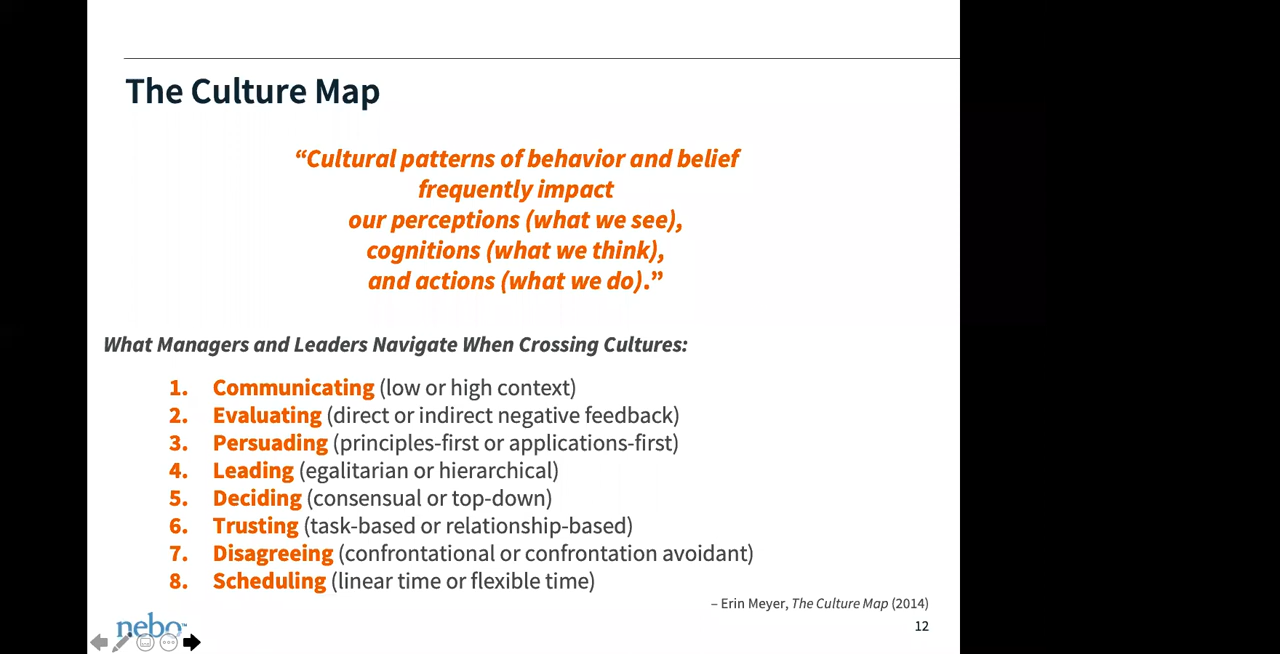 The Culture Map
“Cultural patterns of behavior and belief
frequently impact
our perceptions (what we see),
cognitions (what we think),
and actions (what we do).”
What Managers and Leaders Navigate When Crossing Cultures:
1. Communicating (low or high context)
2. Evaluating (direct or indirect negative feedback)
3. Persuading (principles-first or applications-first)
4. Leading (egalitarian or hierarchical)
5. Deciding (consensual or top-down)
6. Trusting (task-based or relationship-based)
7. Disagreeing (confrontational or confrontation avoidant)
8. Scheduling (linear time or flexible time)
– Erin Meyer, The Culture Map (2014)
nebo™
12